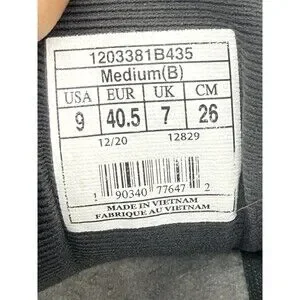 1203381B435
Medium(B)
USA EUR UK CM
9 40.5 7 26
12/20 12829
1 90340 77647 2
MADE IN VIETNAM
FABRIQUE AU VIETNAM